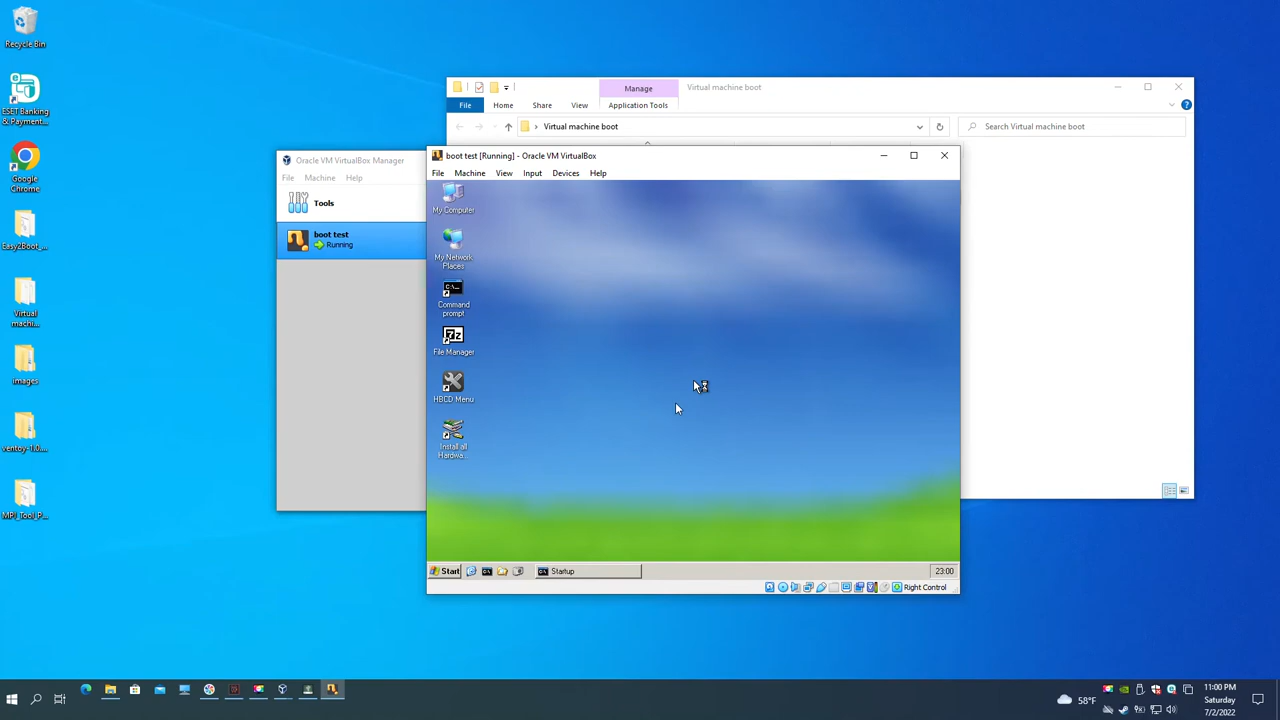 Recycle Bin
ESET Banking
& Payment...
Google
Chrome
Easy2Boot_...
Virtual
machi...
images
ventoy-1.0....
MPI_Tool_P...
Manage
Virtual machine boot
File
Home
Share
View
Application Tools
Virtual machine boot
Search Virtual machine boot
Oracle VM VirtualBox Manager
File
Machine
Help
Tools
boot test
Running
boot test [Running] - Oracle VM VirtualBox
File
Machine
View
Input
Devices
Help
My Computer
My Network
Places
Command
prompt
File Manager
HBCD Menu
Install all
Hardwa...
Start
Startup
23:00
Right Control
58°F
11:00 PM
Saturday
7/2/2022